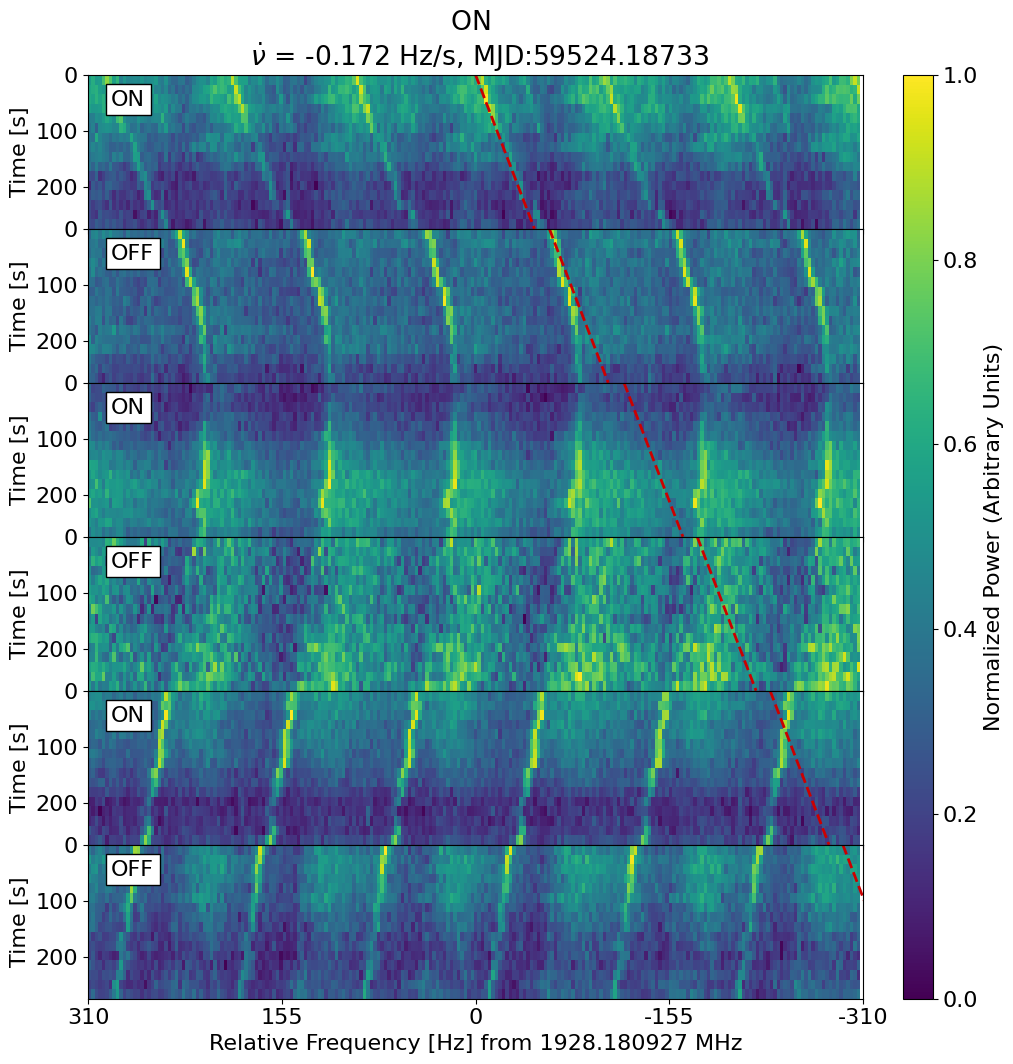 ON
ν̇ = -0.172 Hz/s, MJD:59524.18733
0
ON
100
Time [s]
200
0
OFF
100
Time [s]
200
0
ON
100
Time [s]
200
0
OFF
100
Time [s]
200
0
ON
100
Time [s]
200
0
OFF
100
Time [s]
200
310 155 0 -155 -310
Relative Frequency [Hz] from 1928.180927 MHz
1.0
0.8
0.6
0.4
0.2
0.0
Normalized Power (Arbitrary Units)